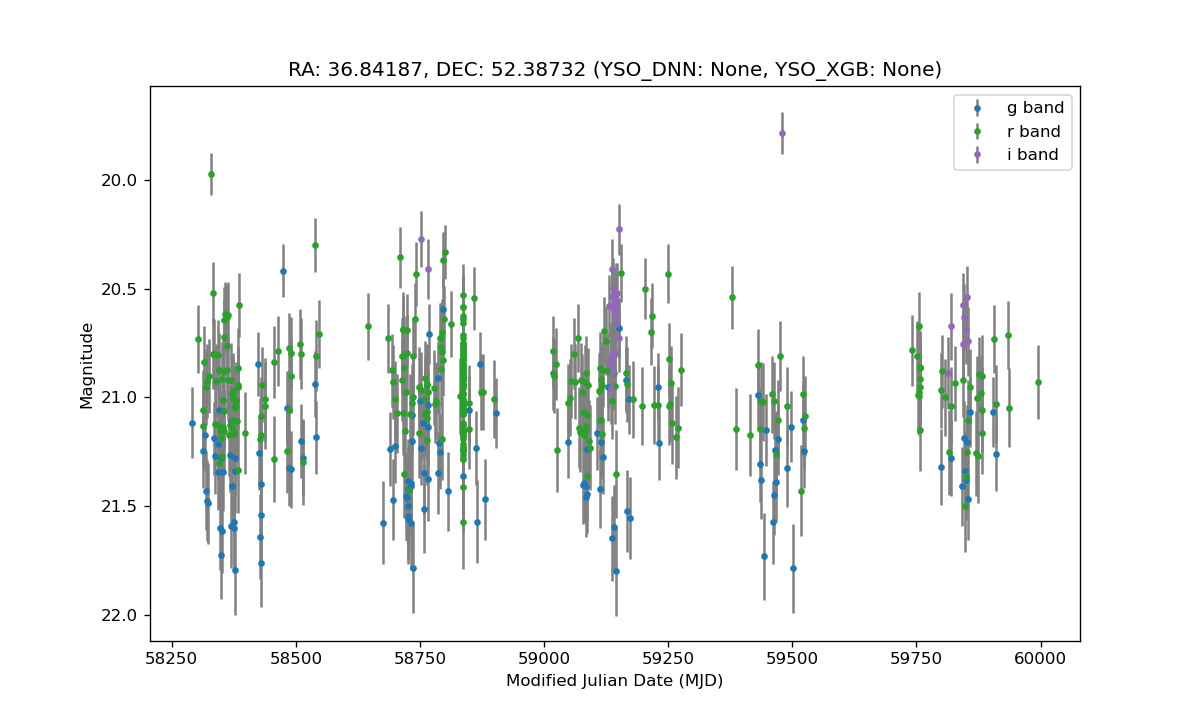 RA: 36.84187, DEC: 52.38732 (YSO_DNN: None, YSO_XGB: None)
g band
r band
i band
20.0
20.5
21.0
21.5
22.0
Magnitude
58250 58500 58750 59000 59250 59500 59750 60000
Modified Julian Date (MJD)